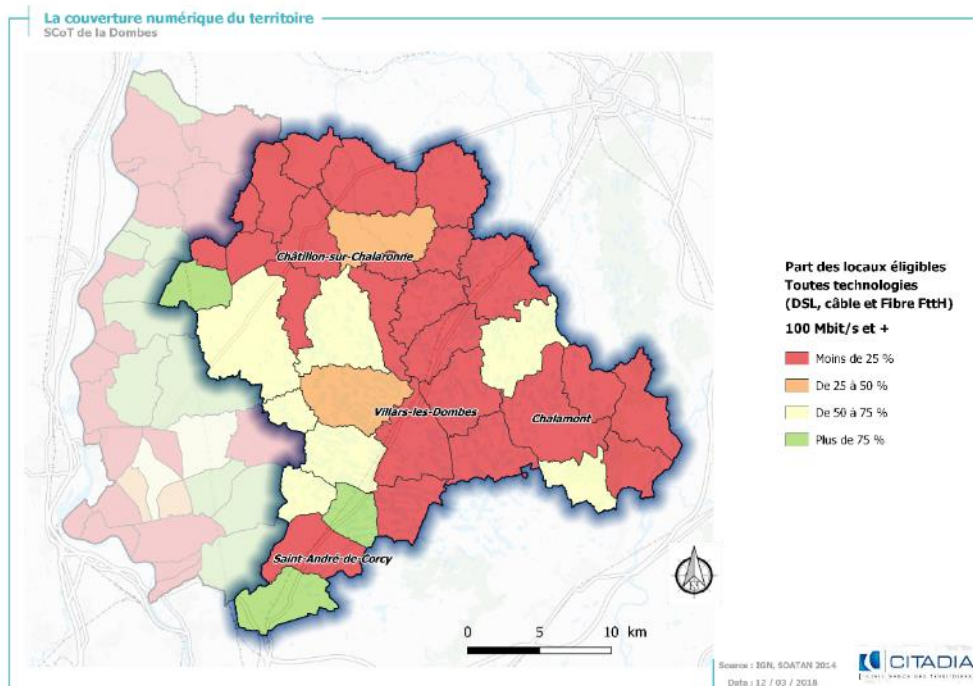 La couverture numérique du territoire
SCoT de la Dombes
Châtillon-sur-Chalaronne
Villars-les-Dombes
Chalamont
Saint-André-de-Corcy
Part des locaux éligibles
Toutes technologies
(DSL, câble et Fibre FttH)
100 Mbit/s et +
Moins de 25 %
De 25 à 50 %
De 50 à 75 %
Plus de 75 %
0 5 10 km
Source : IGN, SOATAN 2014
Date : 12 / 03 / 2018
CITADIA